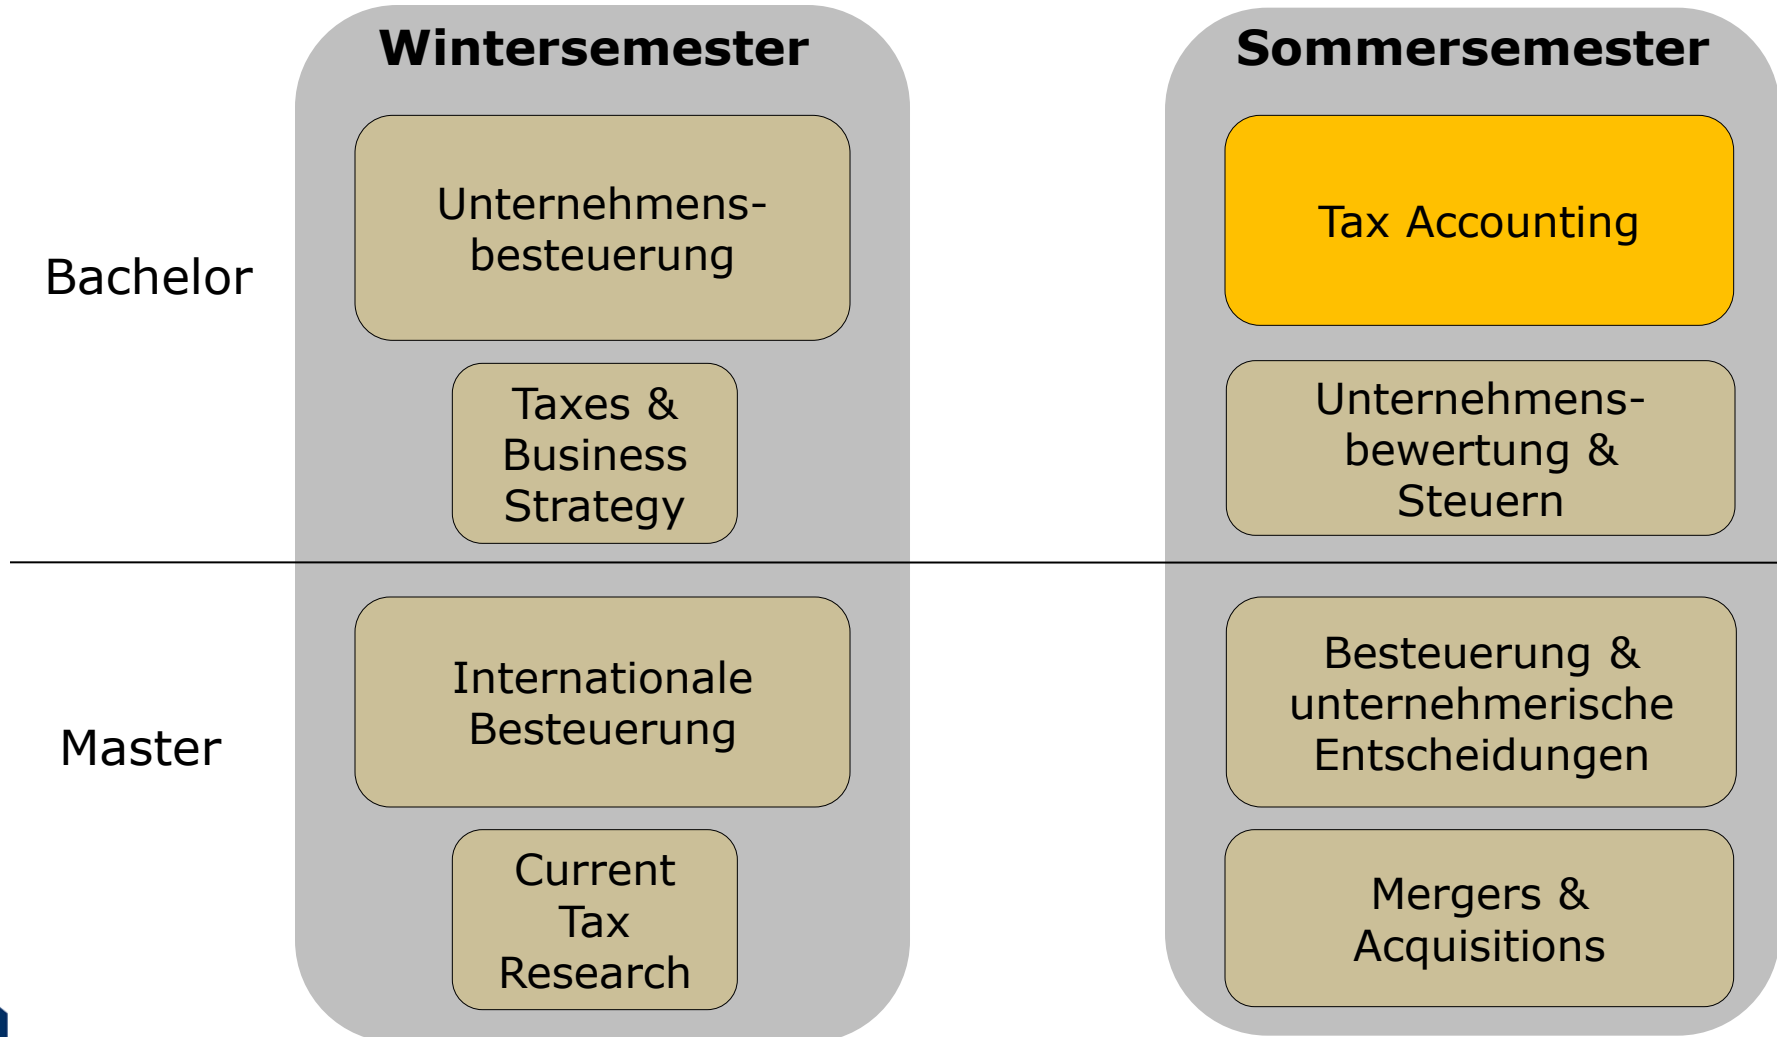 Wintersemester
Sommersemester
Bachelor
Unternehmens-
besteuerung
Tax Accounting
Taxes &
Business
Strategy
Unternehmens-
bewertung &
Steuern
Master
Internationale
Besteuerung
Besteuerung &
unternehmerische
Entscheidungen
Current
Tax
Research
Mergers &
Acquisitions